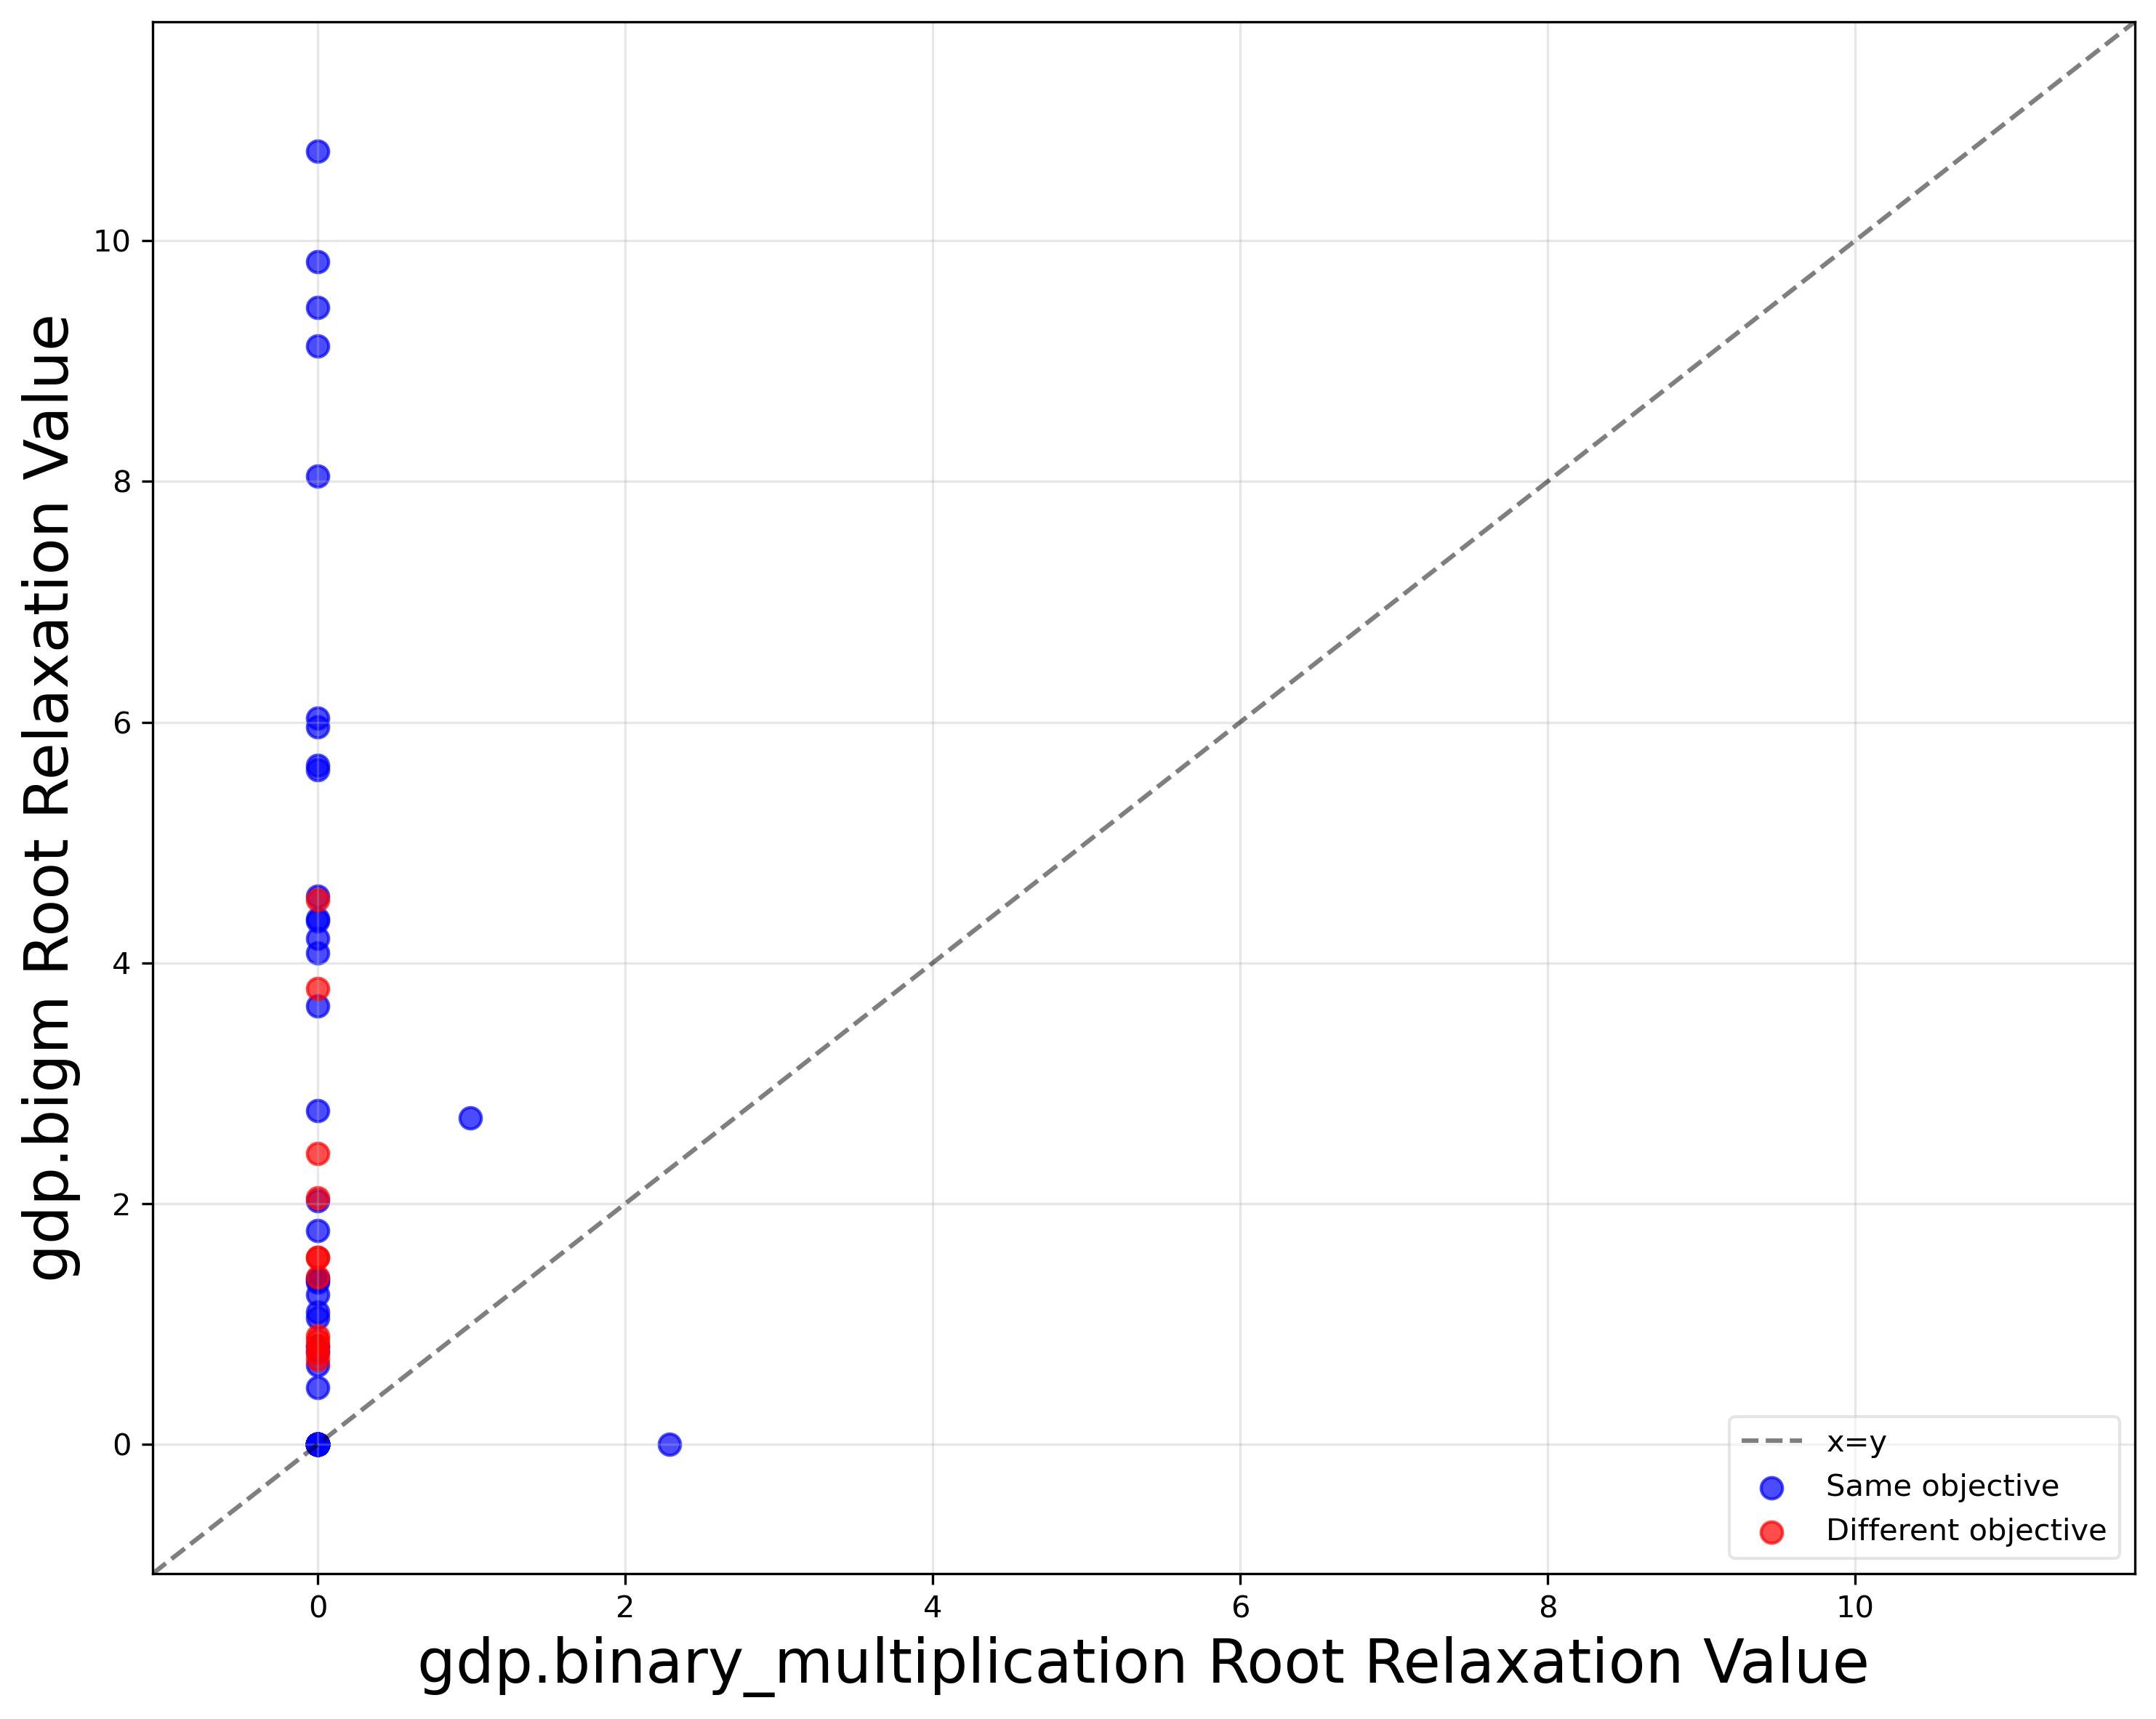 gdp.bigm Root Relaxation Value
10
8
6
4
2
0
0 2 4 6 8 10
gdp.binary_multiplication Root Relaxation Value
x=y
Same objective
Different objective